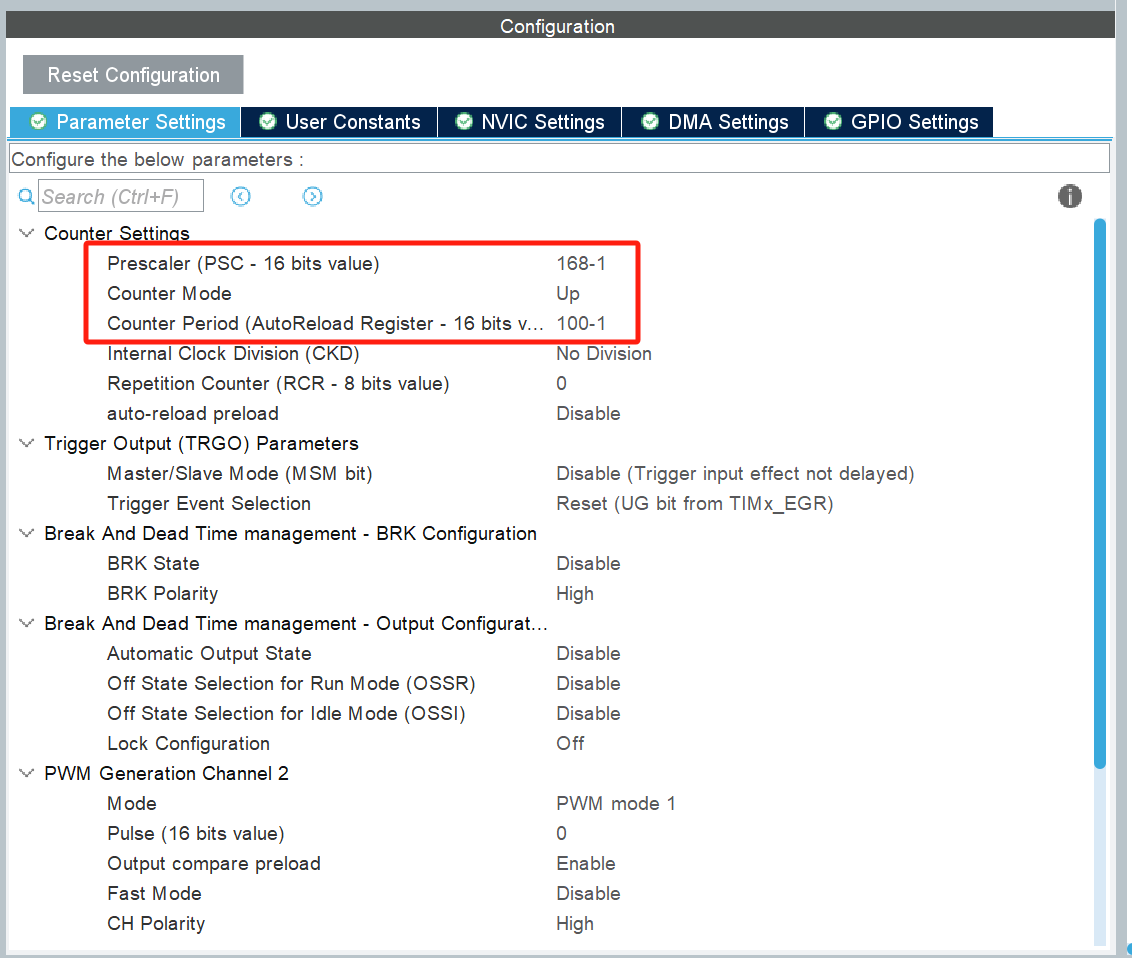 Configuration
Reset Configuration
Parameter Settings User Constants NVIC Settings DMA Settings GPIO Settings
Configure the below parameters :
Search (Ctrl+F)
Counter Settings
Prescaler (PSC - 16 bits value) 168-1
Counter Mode Up
Counter Period (AutoReload Register - 16 bits v... 100-1
Internal Clock Division (CKD) No Division
Repetition Counter (RCR - 8 bits value) 0
auto-reload preload Disable
Trigger Output (TRGO) Parameters
Master/Slave Mode (MSM bit) Disable (Trigger input effect not delayed)
Trigger Event Selection Reset (UG bit from TIMx_EGR)
Break And Dead Time management - BRK Configuration
BRK State Disable
BRK Polarity High
Break And Dead Time management - Output Configurat...
Automatic Output State Disable
Off State Selection for Run Mode (OSSR) Disable
Off State Selection for Idle Mode (OSSI) Disable
Lock Configuration Off
PWM Generation Channel 2
Mode PWM mode 1
Pulse (16 bits value) 0
Output compare preload Enable
Fast Mode Disable
CH Polarity High